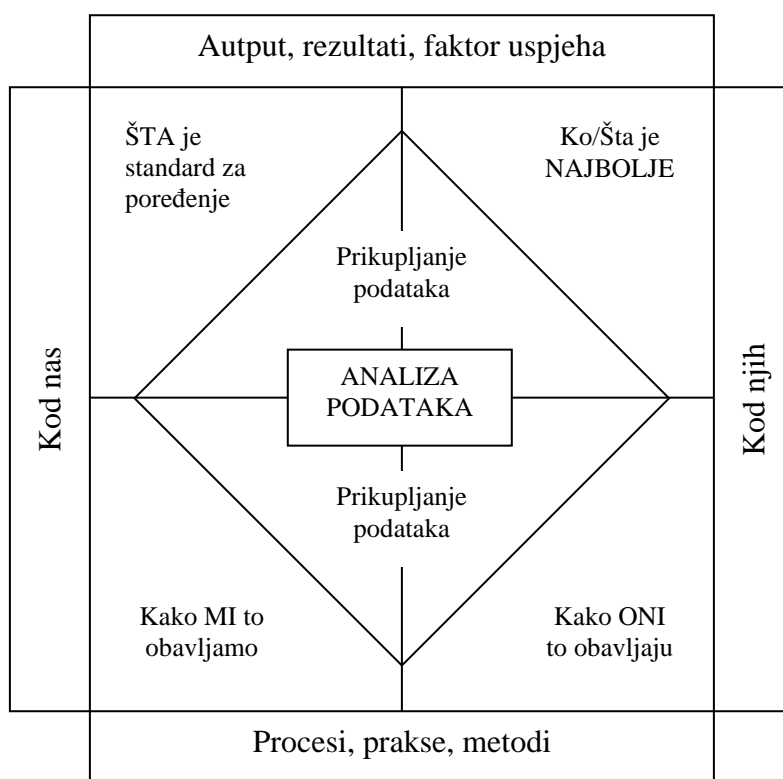 Autput, rezultati, faktor uspjeha
ŠTA je
standard za
poređenje
Ko/Šta je
NAJBOLJE
Prikupljanje
podataka
Kod nas
ANALIZA
PODATAKA
Kod njih
Prikupljanje
podataka
Kako MI to
obavljamo
Kako ONI
to obavljaju
Procesi, prakse, metodi